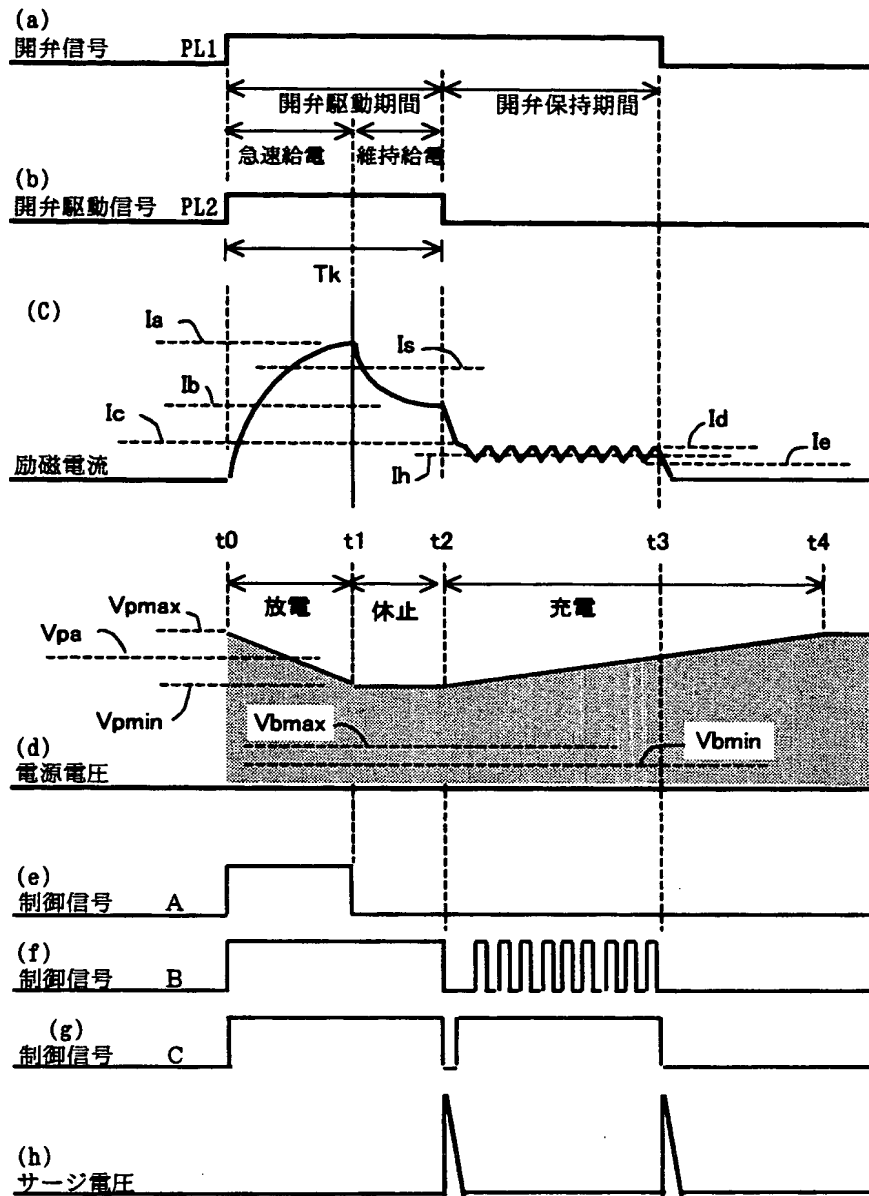 (a)
開弁信号 PL1
開弁駆動期間 開弁保持期間
急速給電 維持給電
(b)
開弁駆動信号 PL2
Tk
(C)
Ia
Is
Ib
Ic
Id
Ie
励磁電流
Ih
t0 t1 t2 t3 t4
放電 休止 充電
Vpmax
Vpa
Vpmin
Vbmax
Vbmin
(d)
電源電圧
(e)
制御信号 A
(f)
制御信号 B
(g)
制御信号 C
(h)
サージ電圧